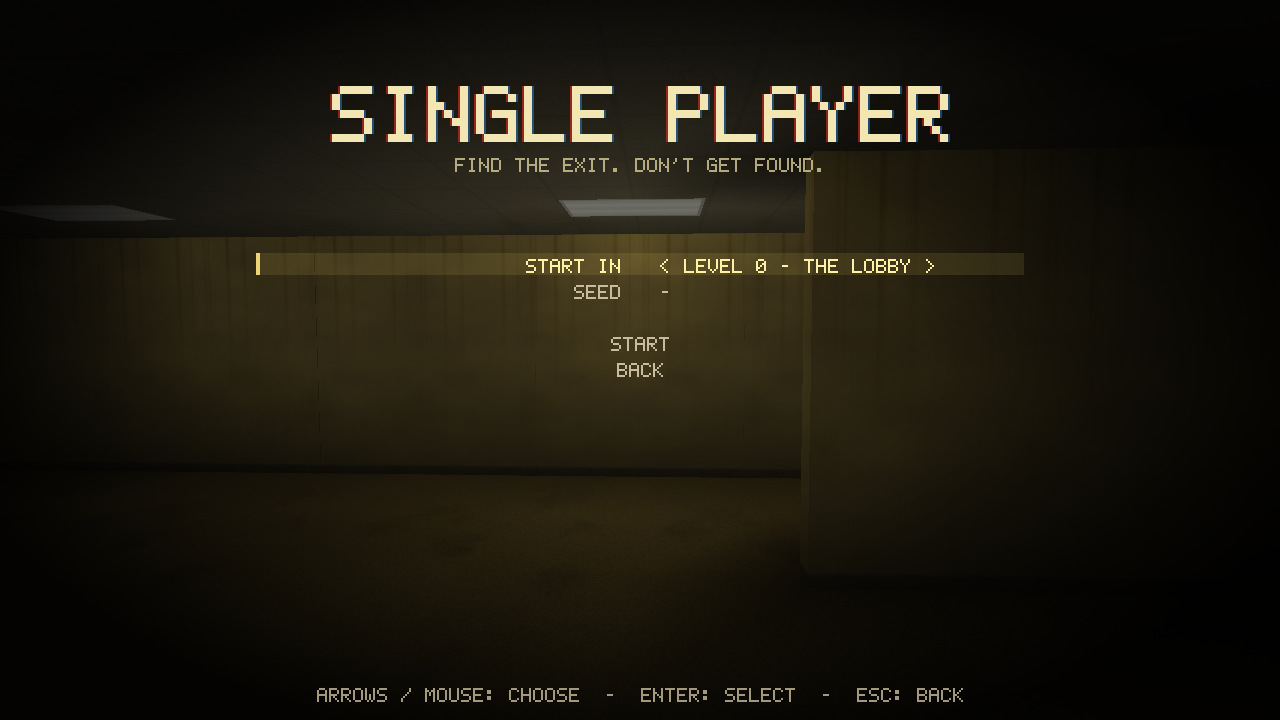 SINGLE PLAYER
FIND THE EXIT. DON'T GET FOUND.
START IN < LEVEL 0 - THE LOBBY >
SEED -
START
BACK
ARROWS / MOUSE: CHOOSE - ENTER: SELECT - ESC: BACK